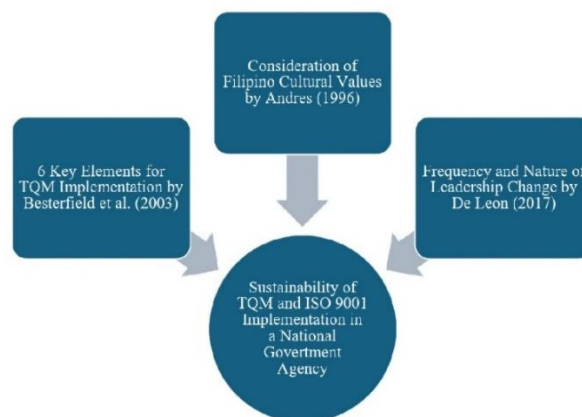 Consideration of
Filipino Cultural Values
by Andres (1996)
6 Key Elements for
TQM Implementation by
Besterfield et al. (2003)
Frequency and Nature of
Leadership Change by
De Leon (2017)
Sustainability of
TQM and ISO 9001
Implementation in
a National
Govertment
Agency